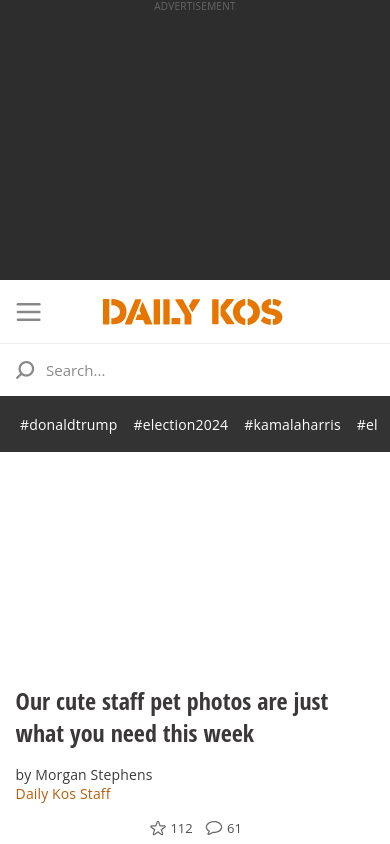 ADVERTISEMENT
DAILY KOS
Search...
#donaldtrump #election2024 #kamalaharris #el
Our cute staff pet photos are just
what you need this week
by Morgan Stephens
Daily Kos Staff
112 61